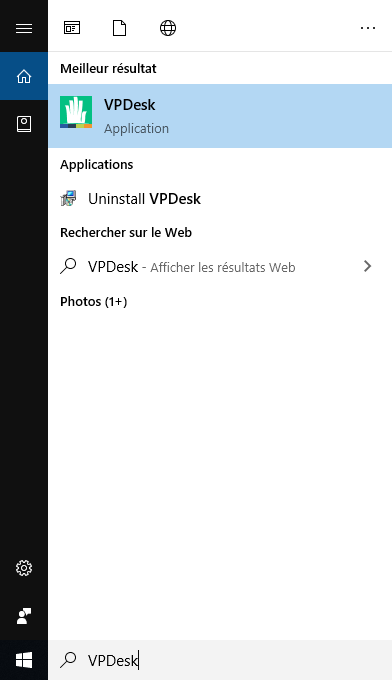 Meilleur résultat
VPDesk
Application
Applications
Uninstall VPDesk
Rechercher sur le Web
VPDesk - Afficher les résultats Web
Photos (1+)
VPDesk